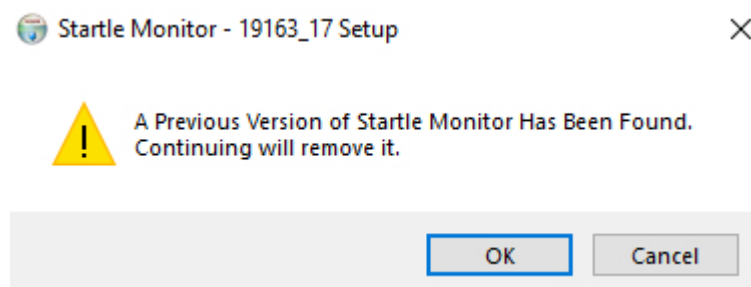 Startle Monitor - 19163_17 Setup
A Previous Version of Startle Monitor Has Been Found.
Continuing will remove it.
OK
Cancel